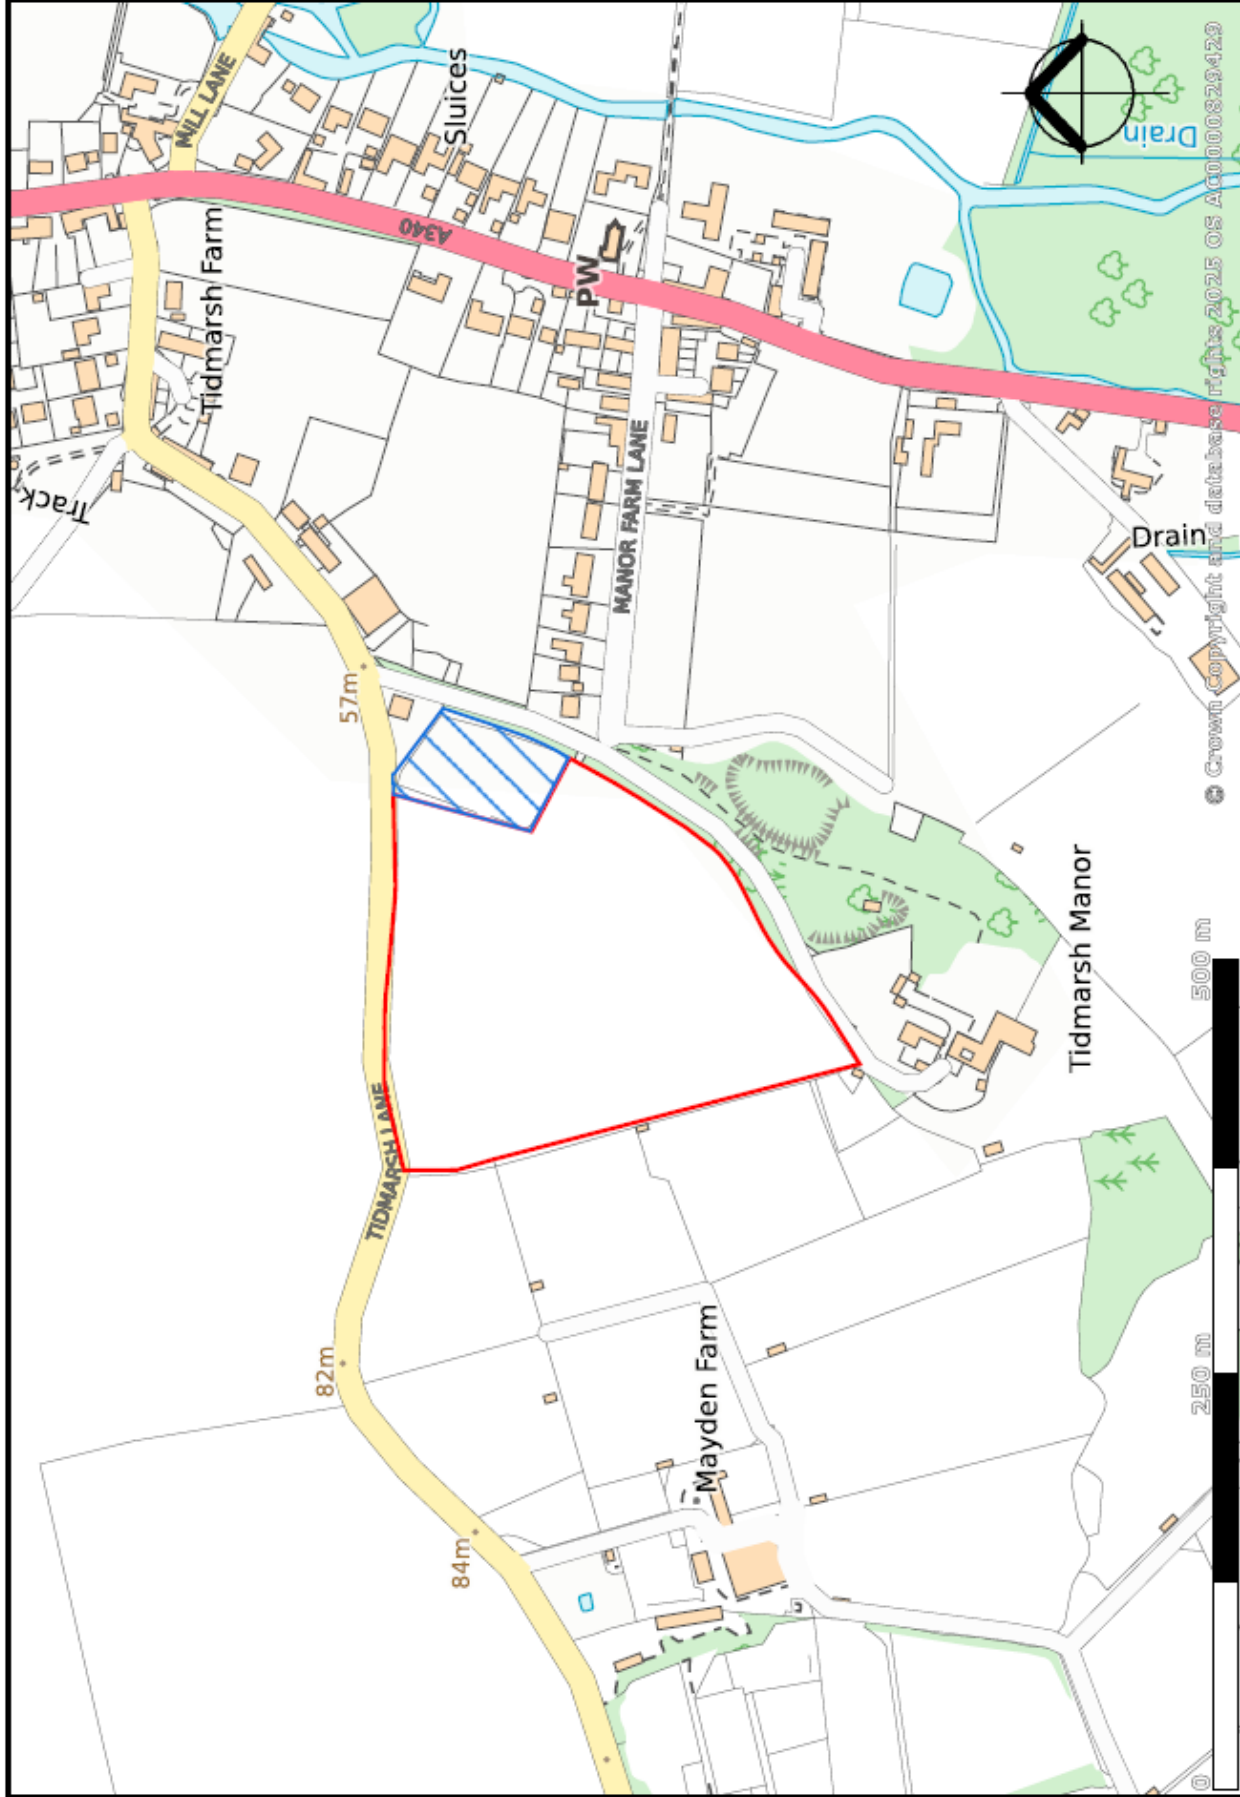 MILL LANE
Sluices
Tidmarsh Farm
A340
PW
Track
MANOR FARM LANE
57m
Drain
Drain
TIDMARSH LANE
Tidmarsh Manor
82m
Mayden Farm
84m
0
250 m
500 m
© Crown Copyright and database rights 2025 OS AC0000829429